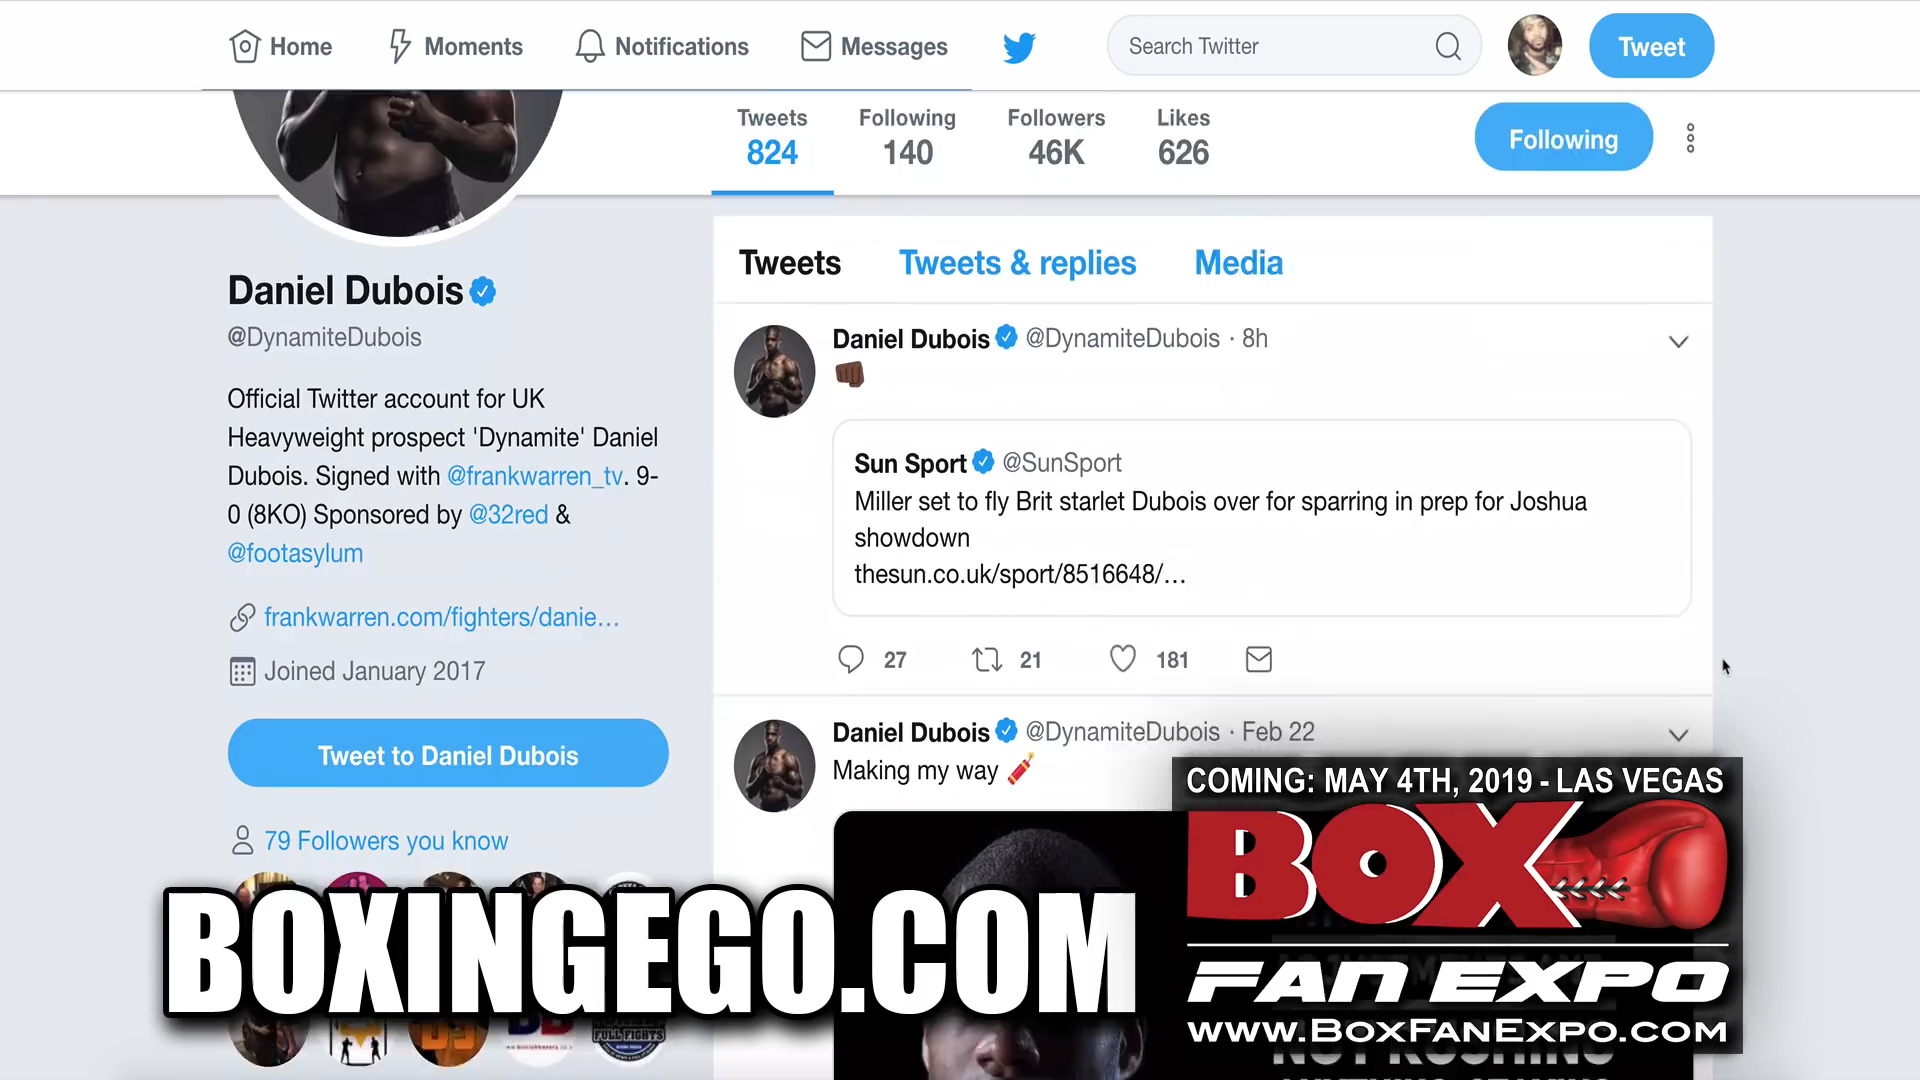 Home
Moments
Notifications
Messages
Search Twitter
Tweet
Tweets
824
Following
140
Followers
46K
Likes
626
Following
Daniel Dubois
@DynamiteDubois
Official Twitter account for UK
Heavyweight prospect 'Dynamite' Daniel
Dubois. Signed with @frankwarren_tv. 9-
0 (8KO) Sponsored by @32red &
@footasylum
frankwarren.com/fighters/danie…
Joined January 2017
Tweet to Daniel Dubois
79 Followers you know
FULL FIGHTS
Tweets
Tweets & replies
Media
Daniel Dubois @DynamiteDubois · 8h
Sun Sport @SunSport
Miller set to fly Brit starlet Dubois over for sparring in prep for Joshua
showdown
thesun.co.uk/sport/8516648/…
27
21
181
Daniel Dubois @DynamiteDubois · Feb 22
Making my way
BOXINGEGO.COM
COMING: MAY 4TH, 2019 - LAS VEGAS
BOX
FAN EXPO
WWW.BOXFANEXPO.COM